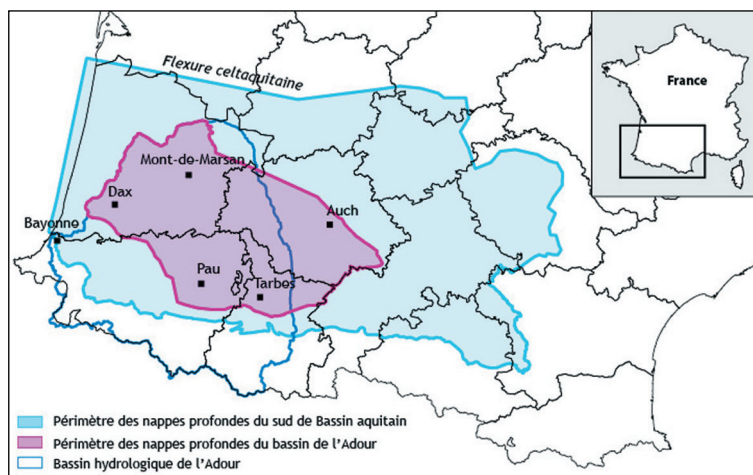 Flexure celtaquitaine
France
Mont-de-Marsan
Dax
Auch
Bayonne
Pau
Tarbes
Périmètre des nappes profondes du sud de Bassin aquitain
Périmètre des nappes profondes du bassin de l'Adour
Bassin hydrologique de l'Adour